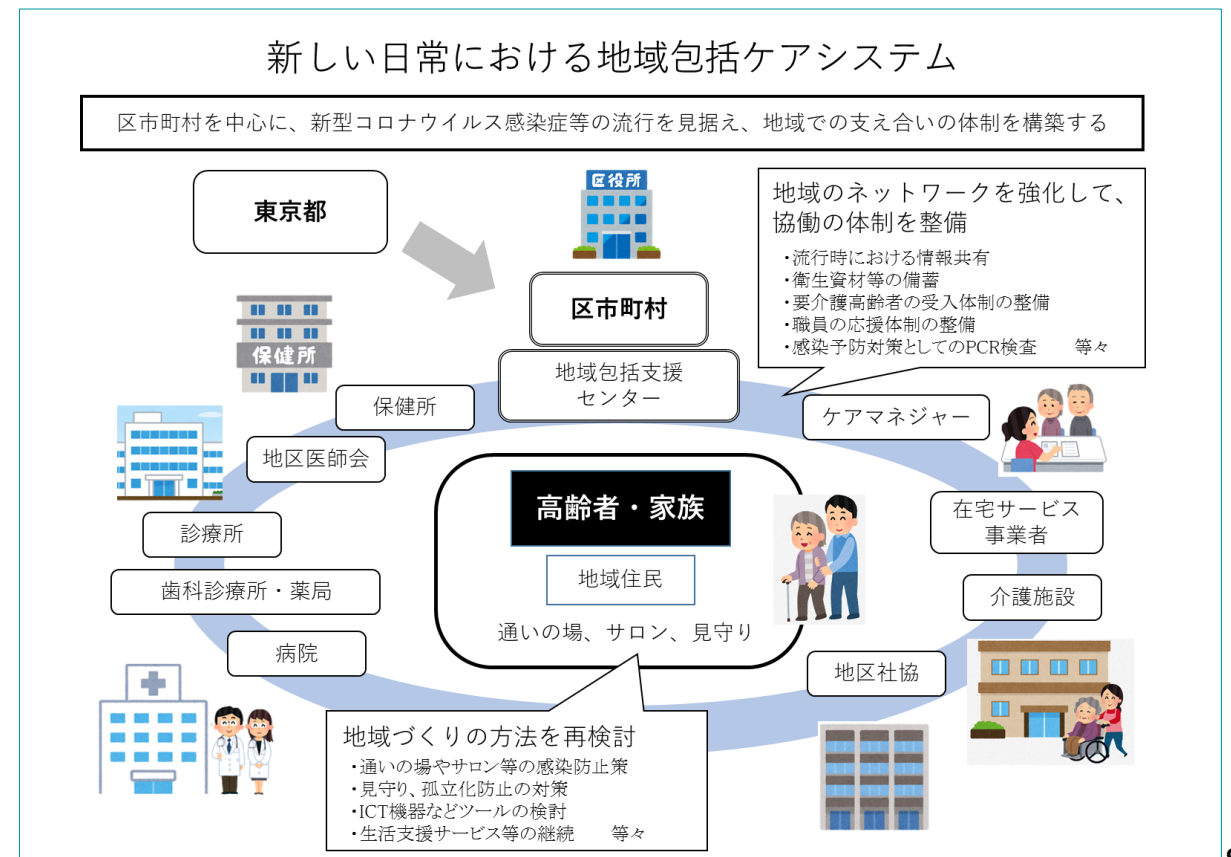 新しい日常における地域包括ケアシステム
区市町村を中心に、新型コロナウイルス感染症等の流行を見据え、地域での支え合いの体制を構築する
東京都
区役所
区市町村
地域包括支援
センター
地域のネットワークを強化して、
協働の体制を整備
・流行時における情報共有
・衛生資材等の備蓄
・要介護高齢者の受入体制の整備
・職員の応援体制の整備
・感染予防対策としてのPCR検査　　等々
保健所
保健所
地区医師会
診療所
歯科診療所・薬局
病院
ケアマネジャー
在宅サービス
事業者
介護施設
地区社協
高齢者・家族
地域住民
通いの場、サロン、見守り
地域づくりの方法を再検討
・通いの場やサロン等の感染防止策
・見守り、孤立化防止の対策
・ICT機器などツールの検討
・生活支援サービス等の継続　　等々